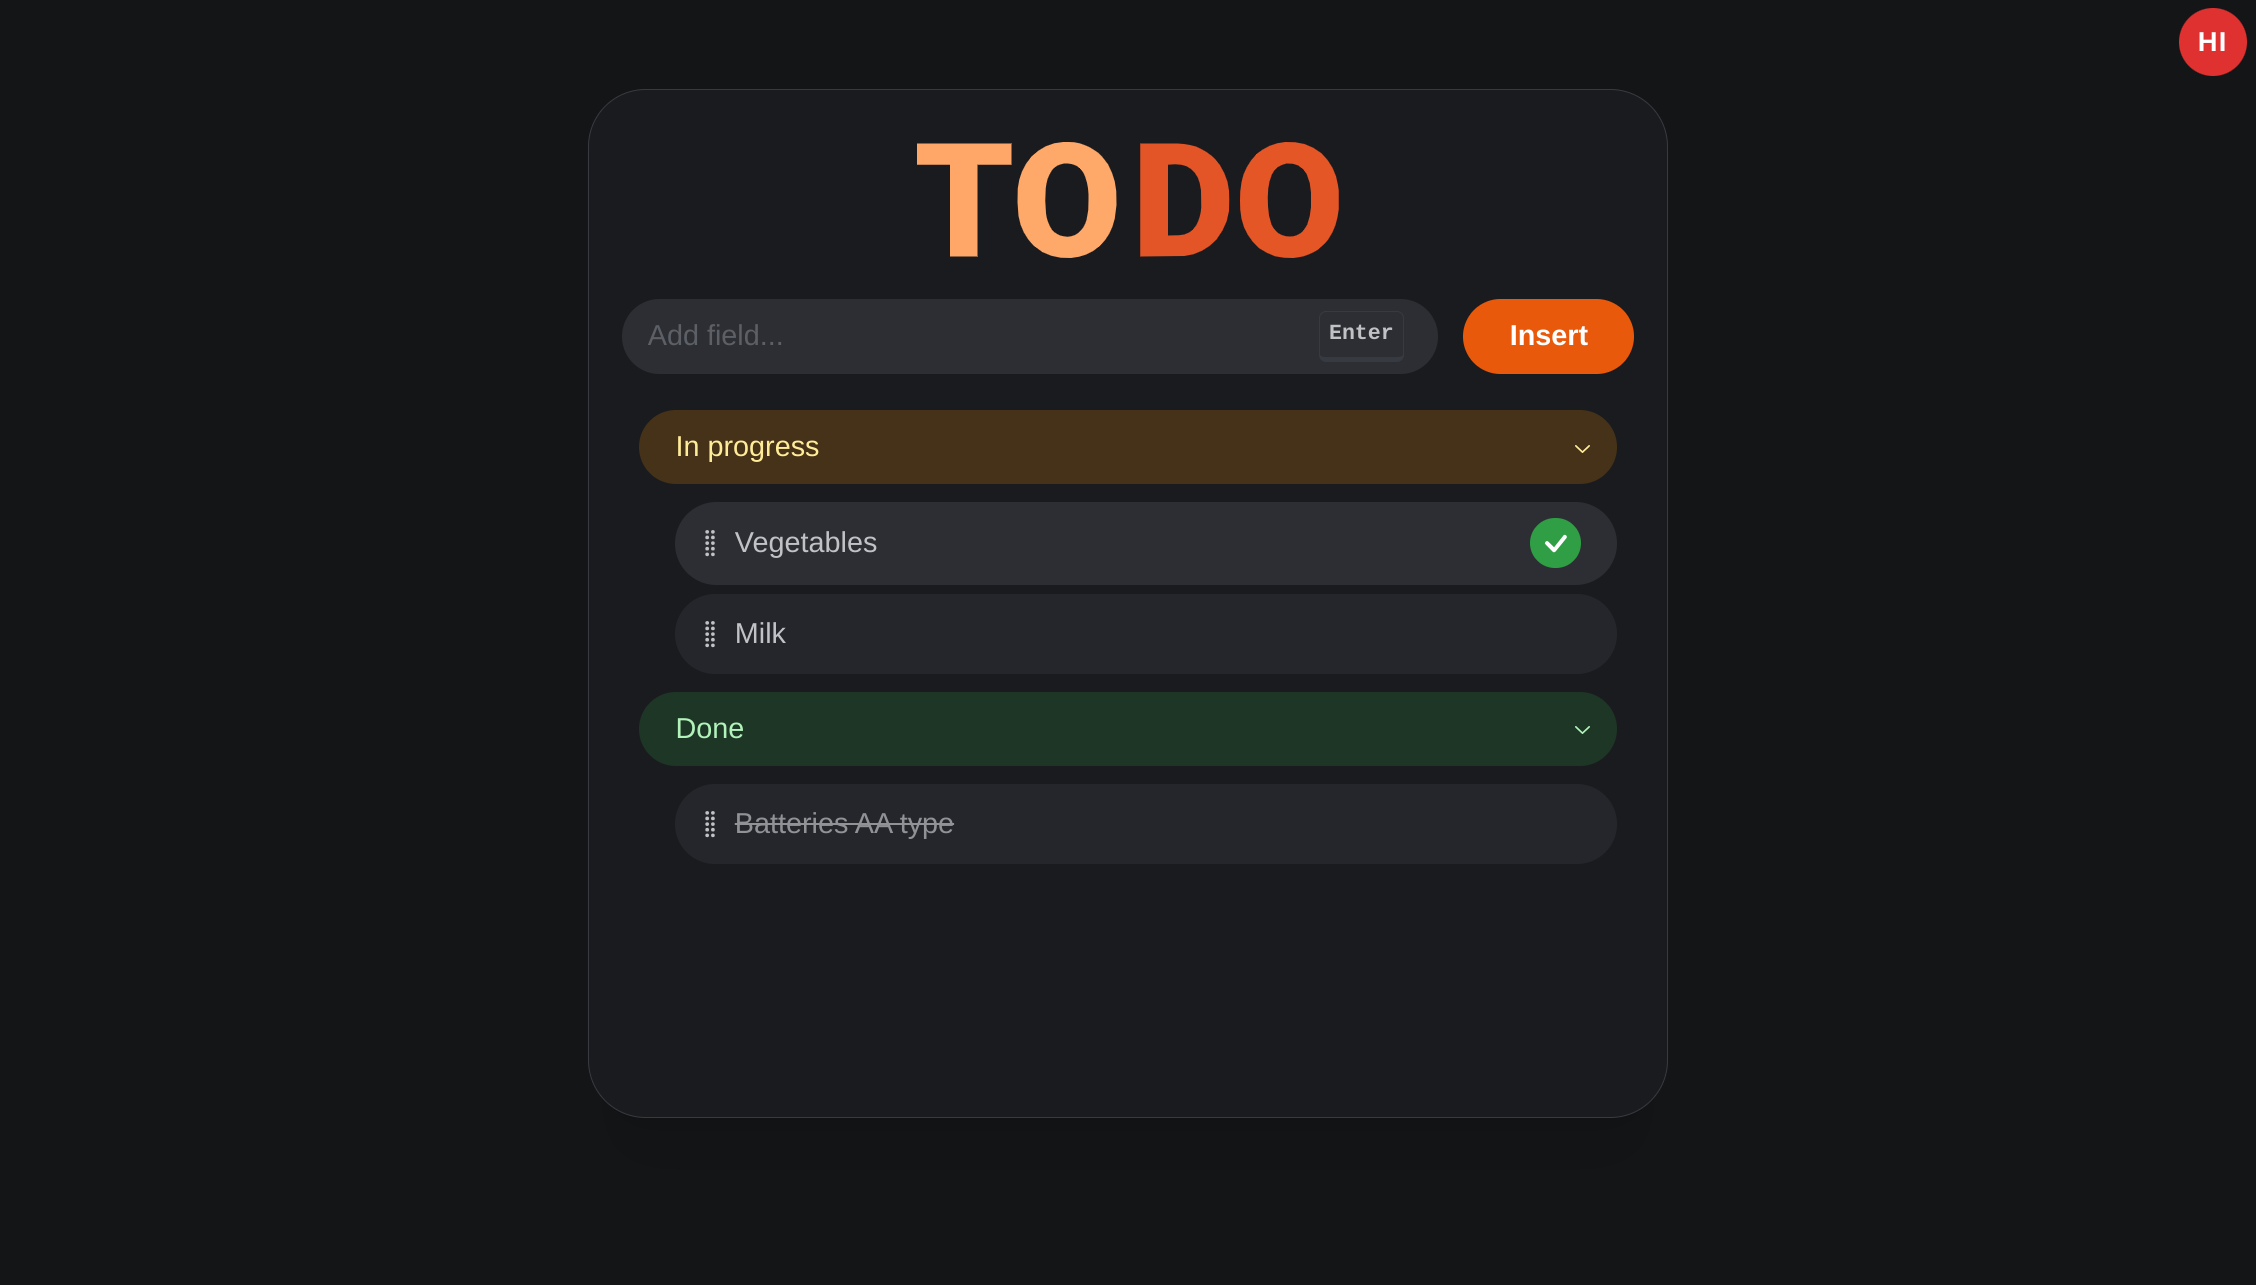 HI
TODO
Add field...
Enter
Insert
In progress
Vegetables
Milk
Done
Batteries AA type